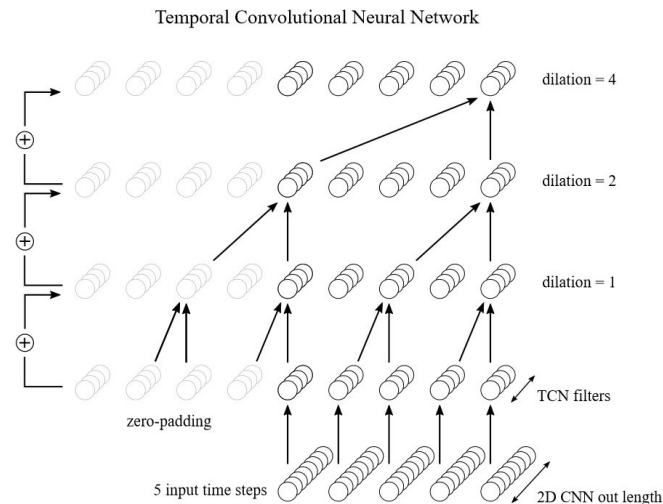 Temporal Convolutional Neural Network
dilation = 4
dilation = 2
dilation = 1
TCN filters
zero-padding
5 input time steps
2D CNN out length